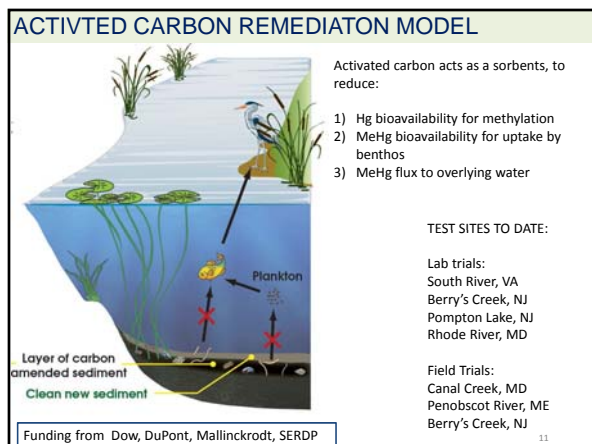 ACTIVTED CARBON REMEDIATON MODEL
Activated carbon acts as a sorbents, to
reduce:
1) Hg bioavailability for methylation
2) MeHg bioavailability for uptake by
benthos
3) MeHg flux to overlying water
TEST SITES TO DATE:
Lab trials:
South River, VA
Berry's Creek, NJ
Pompton Lake, NJ
Rhode River, MD
Field Trials:
Canal Creek, MD
Penobscot River, ME
Berry's Creek, NJ
Plankton
Layer of carbon
amended sediment
Clean new sediment
Funding from Dow, DuPont, Mallinckrodt, SERDP
11